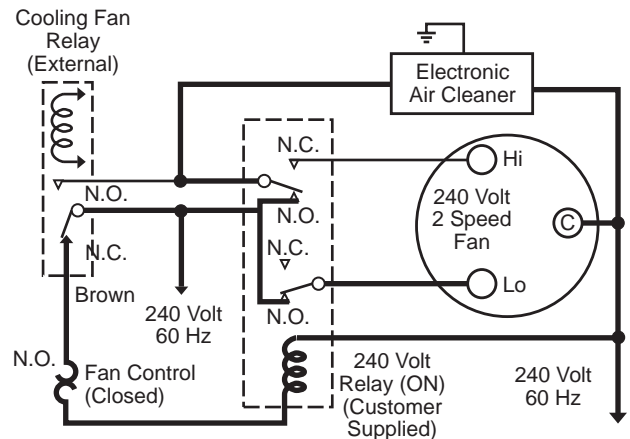 Cooling Fan
Relay
(External)
Electronic
Air Cleaner
N.C.
Hi
N.O.
240 Volt
2 Speed
Fan
C
N.O.
N.C.
N.C.
Lo
Brown
240 Volt
60 Hz
N.O.
N.O.
Fan Control
(Closed)
240 Volt
Relay (ON)
(Customer
Supplied)
240 Volt
60 Hz